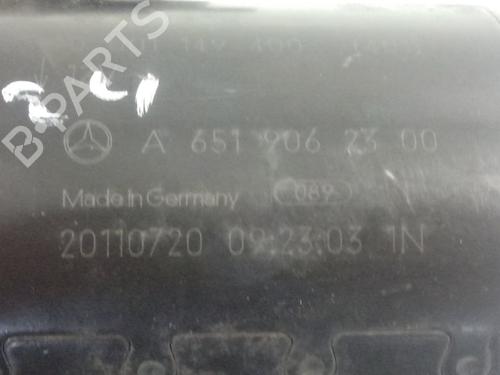 B-PARTS
A 651 906 23 00
Made in Germany 089
20110720 09:23:03 1N